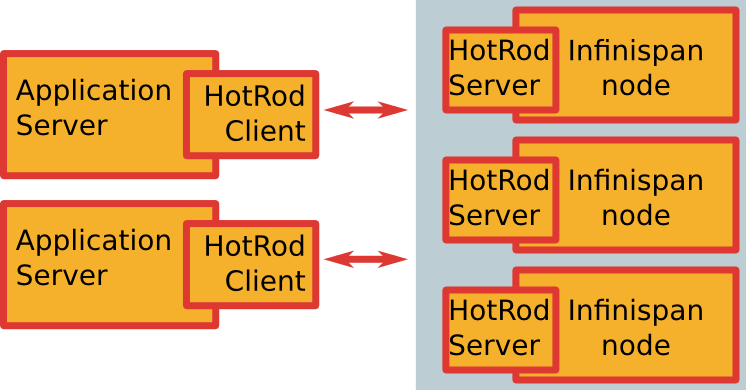 Application
Server
HotRod
Client
Application
Server
HotRod
Client
HotRod
Server
Infinispan
node
HotRod
Server
Infinispan
node
HotRod
Server
Infinispan
node